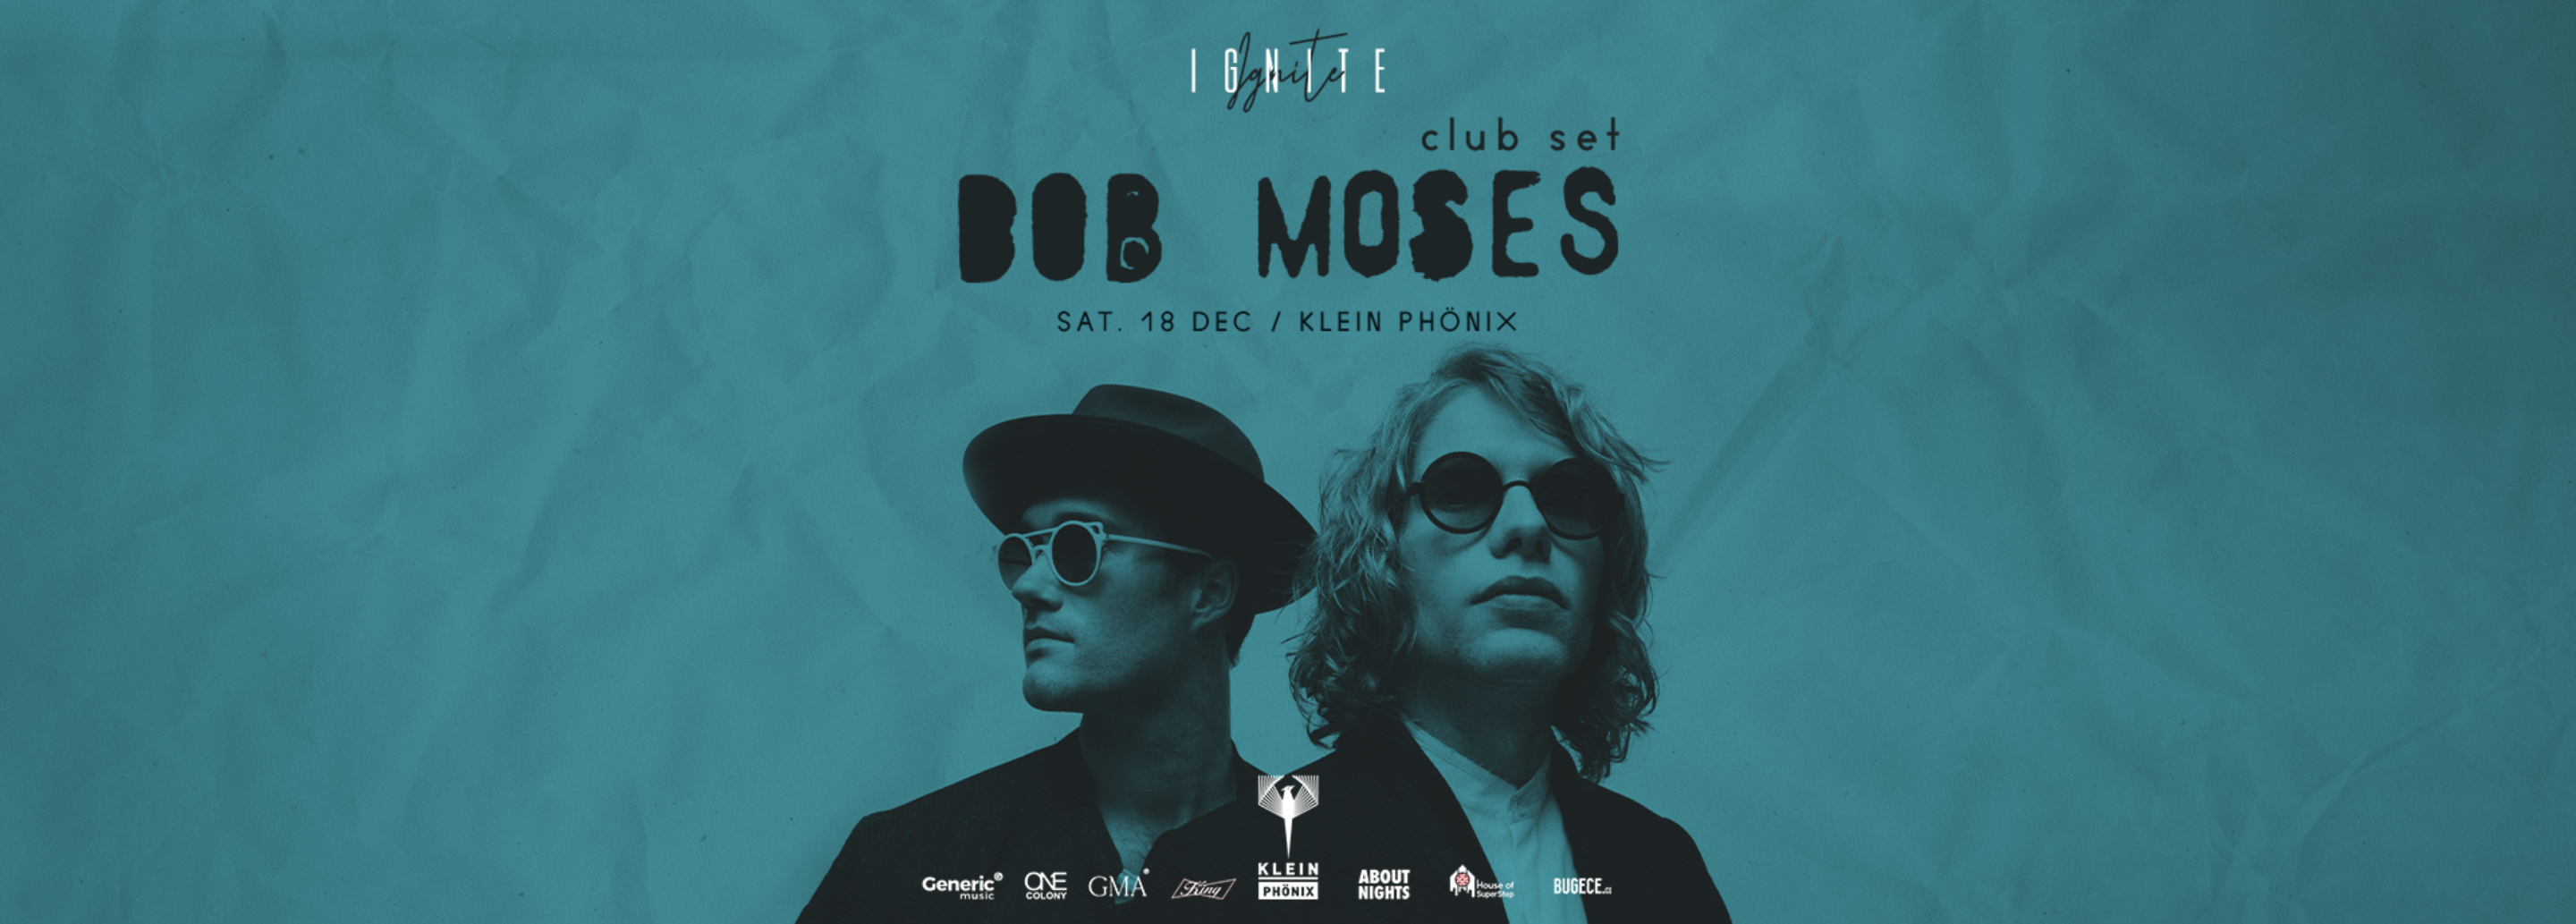 IGNITE
Ignite
club set
BOB MOSES
SAT. 18 DEC / KLEIN PHÖNIX
Generic music
ONE COLONY
GMA
King
KLEIN PHÖNIX
ABOUT NIGHTS
House of SuperStep
BUGECE.co